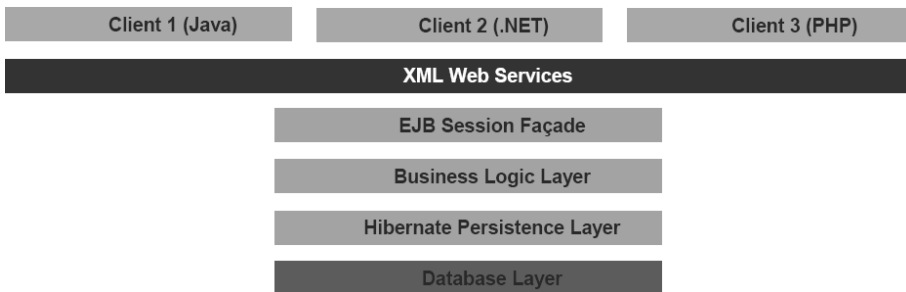 Client 1 (Java) Client 2 (.NET) Client 3 (PHP)
XML Web Services
EJB Session Façade
Business Logic Layer
Hibernate Persistence Layer
Database Layer